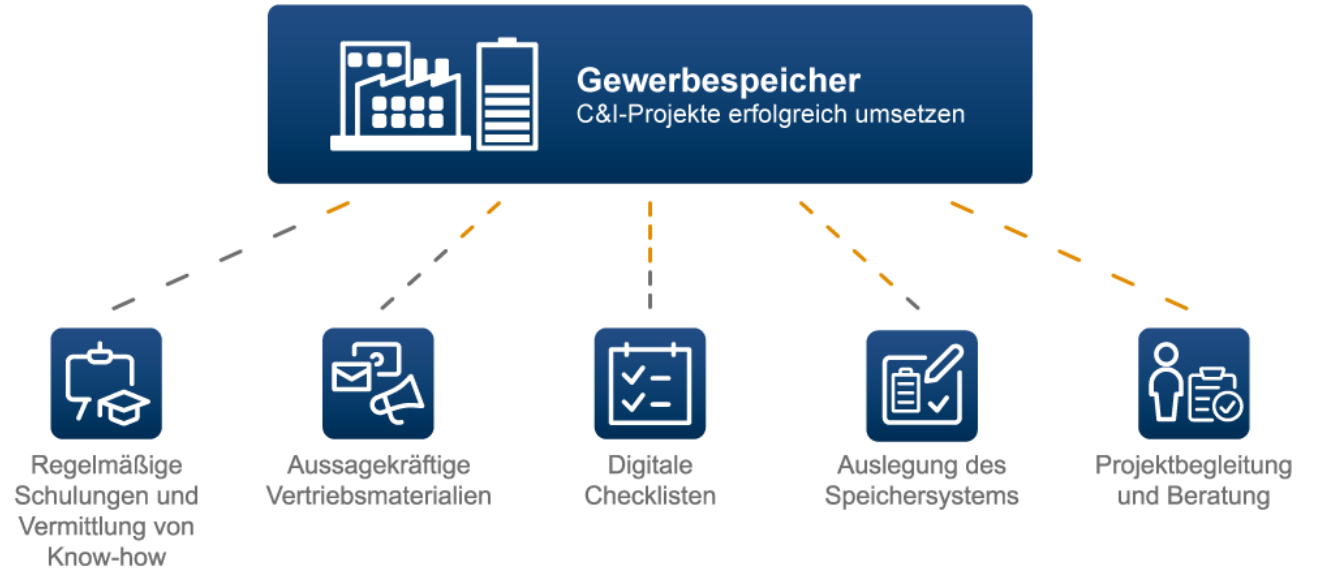 Gewerbespeicher
C&I-Projekte erfolgreich umsetzen
Regelmäßige
Schulungen und
Vermittlung von
Know-how
Aussagekräftige
Vertriebsmaterialien
Digitale
Checklisten
Auslegung des
Speichersystems
Projektbegleitung
und Beratung